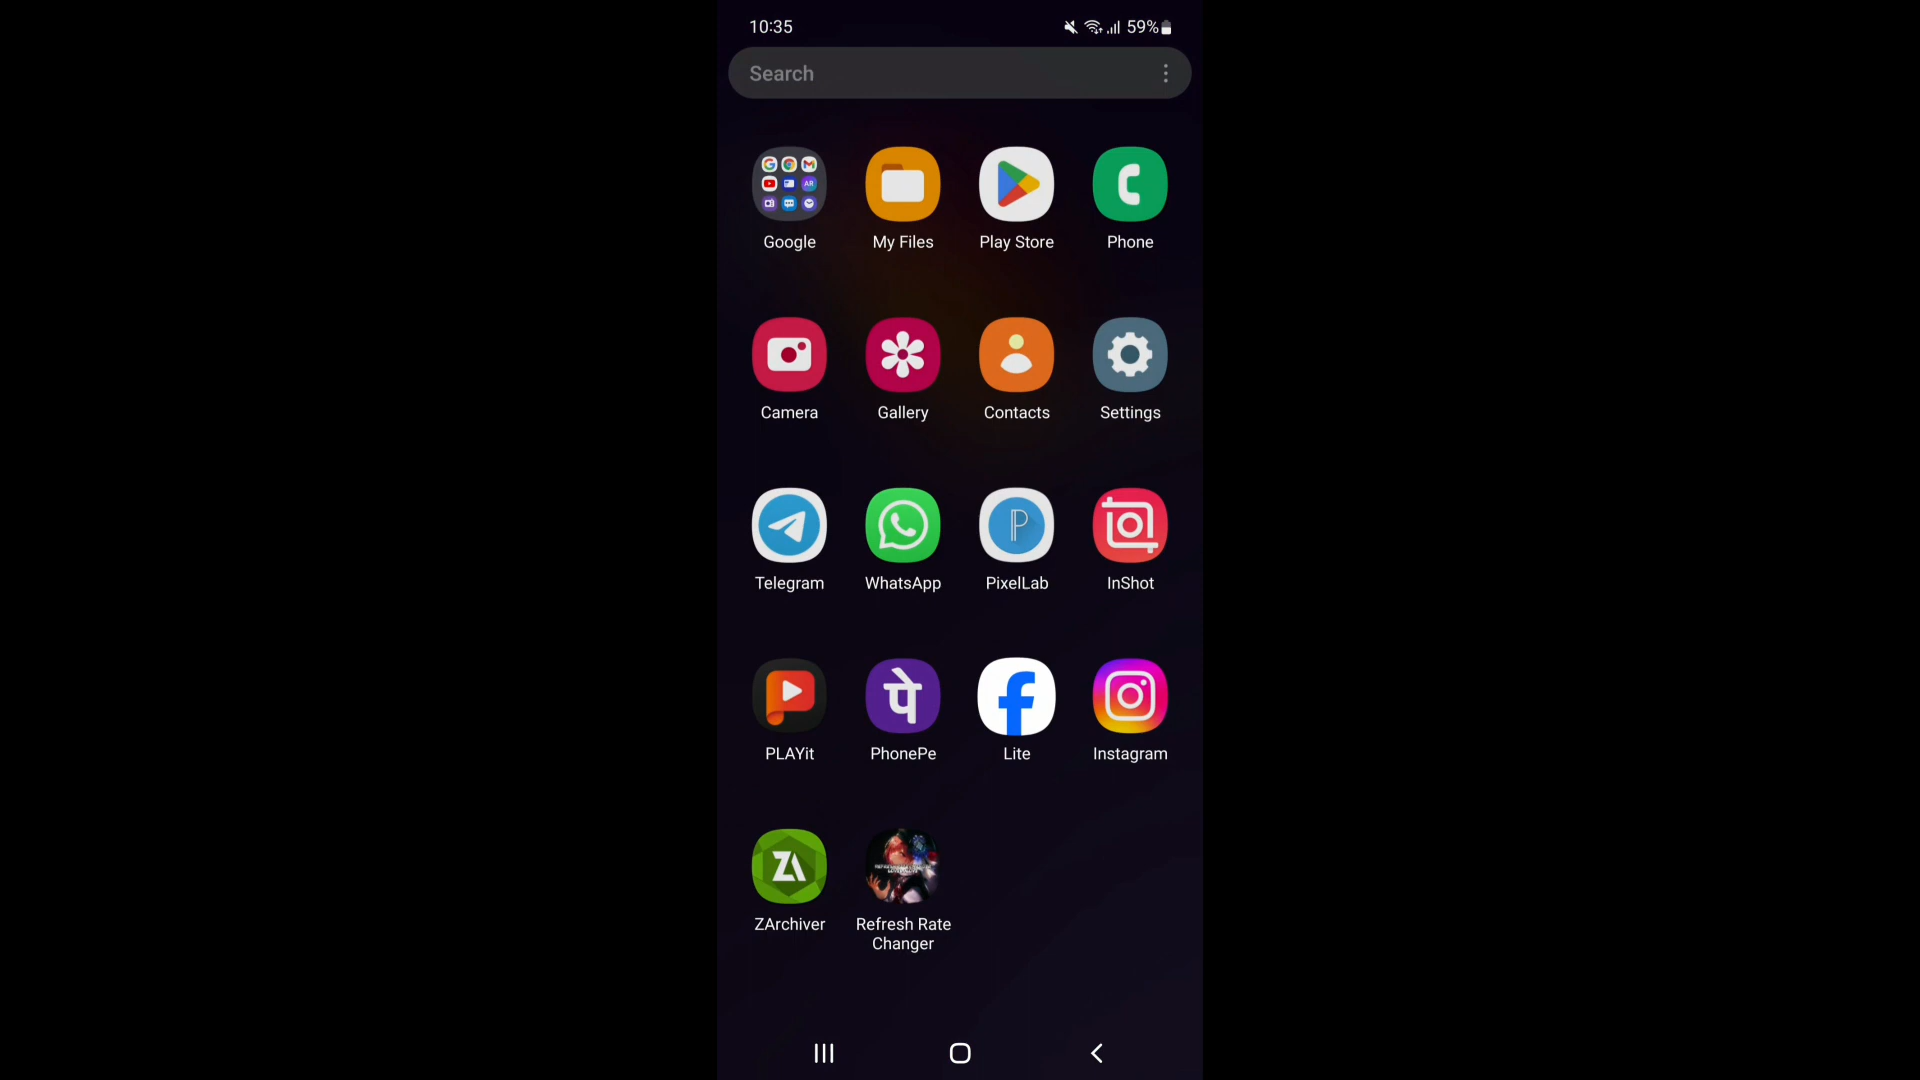 10:35
59%
Search
Google
My Files
Play Store
Phone
Camera
Gallery
Contacts
Settings
Telegram
WhatsApp
PixelLab
InShot
पे
PLAYit
PhonePe
Lite
Instagram
ZA
ZArchiver
Refresh Rate
Changer